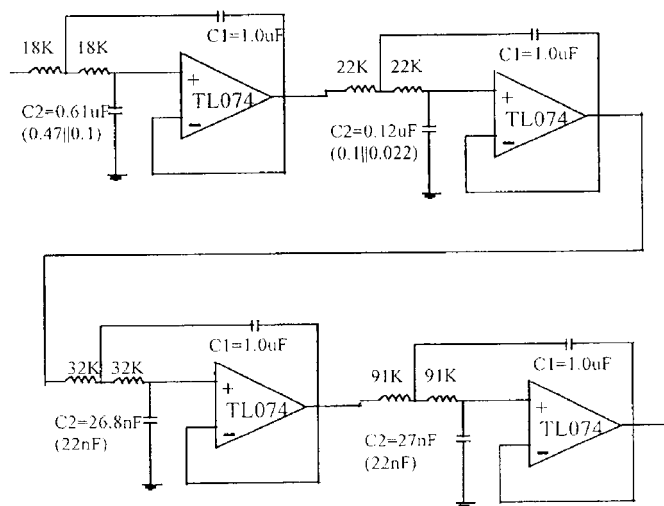 C1=1.0uF
18K 18K
+
TL074
−
C2=0.61uF
(0.47||0.1)
C1=1.0uF
22K 22K
+
TL074
−
C2=0.12uF
(0.1||0.022)
C1=1.0uF
32K 32K
+
TL074
−
C2=26.8nF
(22nF)
C1=1.0uF
91K 91K
+
TL074
−
C2=27nF
(22nF)